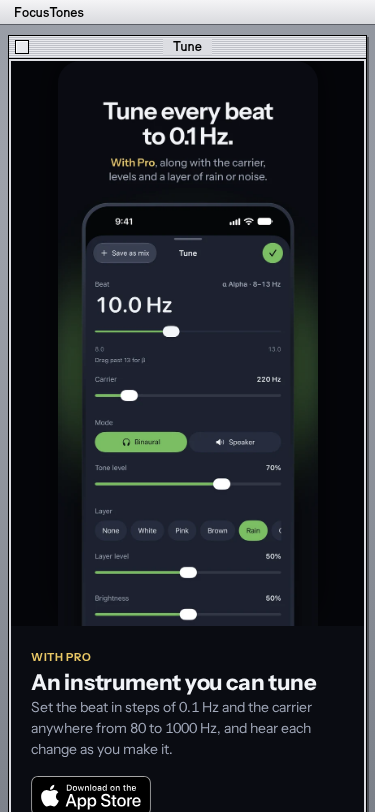 FocusTones
Tune
Tune every beat
to 0.1 Hz.
With Pro, along with the carrier,
levels and a layer of rain or noise.
9:41
+ Save as mix
Tune
Beat
α Alpha · 8–13 Hz
10.0 Hz
8.0
13.0
Drag past 13 for β
Carrier
220 Hz
Mode
Binaural
Speaker
Tone level
70%
Layer
None
White
Pink
Brown
Rain
Layer level
50%
Brightness
50%
WITH PRO
An instrument you can tune
Set the beat in steps of 0.1 Hz and the carrier
anywhere from 80 to 1000 Hz, and hear each
change as you make it.
Download on the
App Store